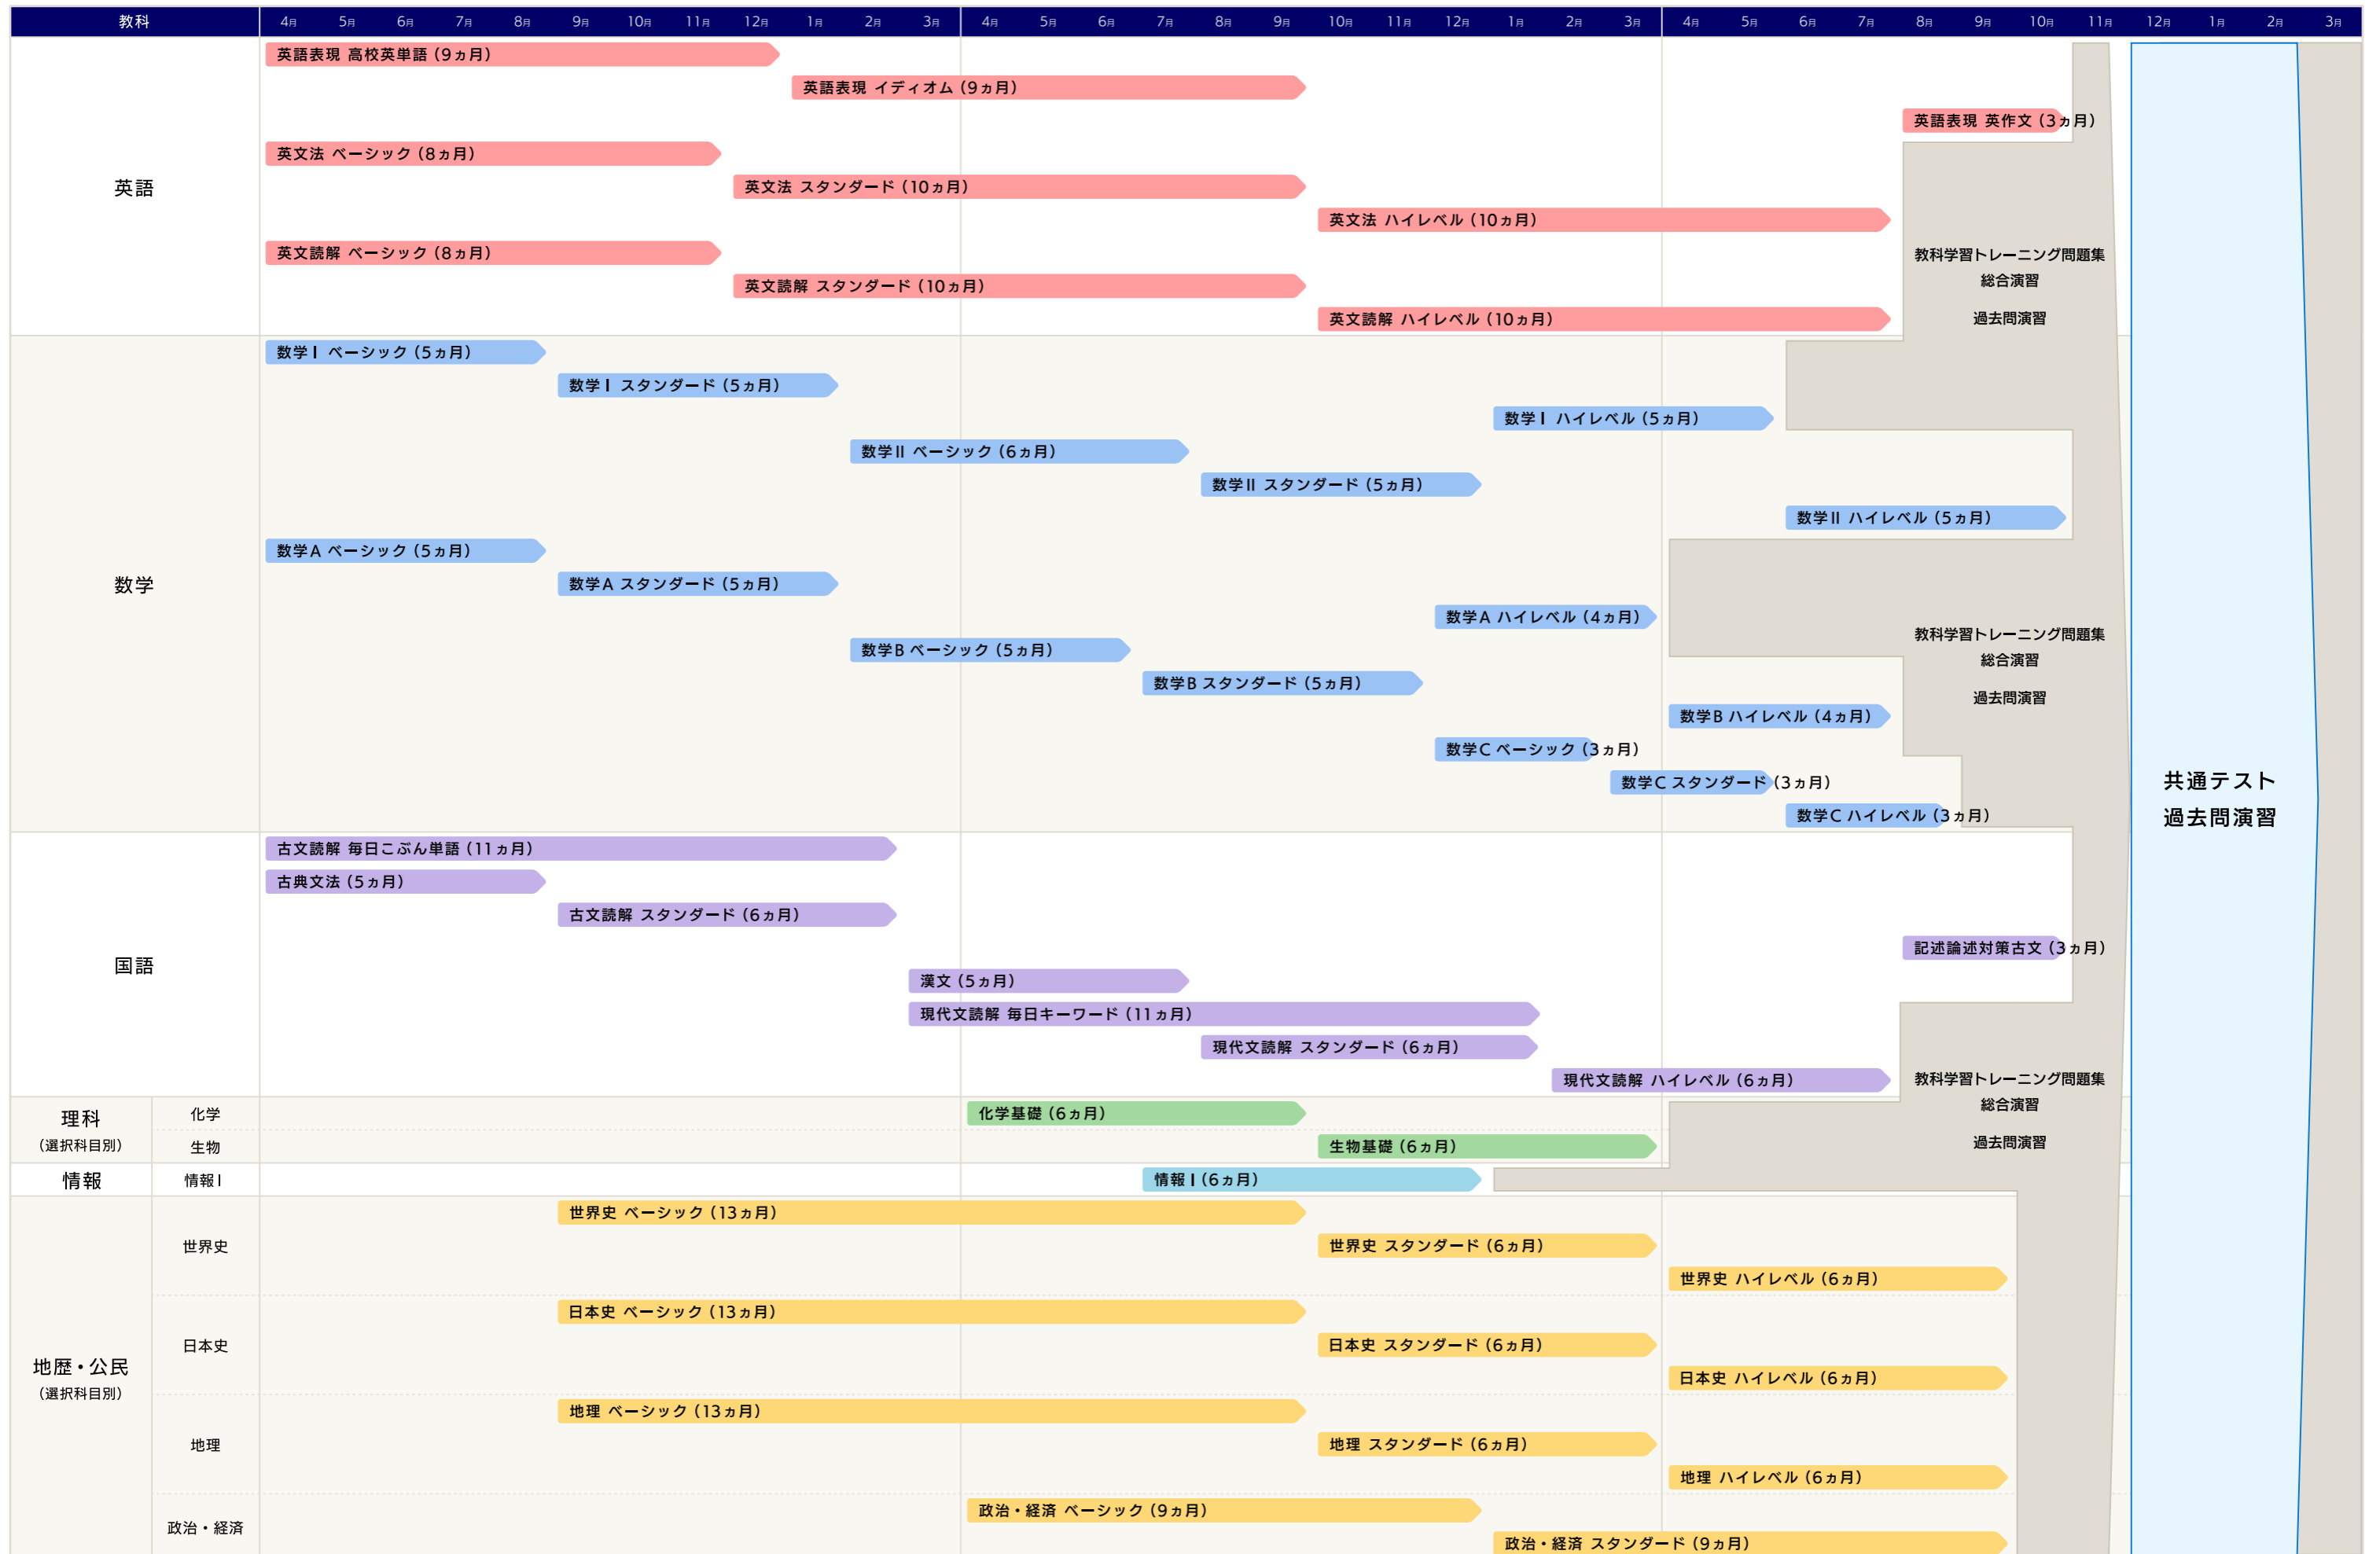 教科 4月 5月 6月 7月 8月 9月 10月 11月 12月 1月 2月 3月 4月 5月 6月 7月 8月 9月 10月 11月 12月 1月 2月 3月 4月 5月 6月 7月 8月 9月 10月 11月 12月 1月 2月 3月
英語
英語表現 高校英単語（9ヵ月）
英語表現 イディオム（9ヵ月）
英語表現 英作文（3ヵ月）
英文法 ベーシック（8ヵ月）
英文法 スタンダード（10ヵ月）
英文法 ハイレベル（10ヵ月）
英文読解 ベーシック（8ヵ月）
英文読解 スタンダード（10ヵ月）
英文読解 ハイレベル（10ヵ月）
教科学習トレーニング問題集
総合演習
過去問演習
数学
数学Ⅰ ベーシック（5ヵ月）
数学Ⅰ スタンダード（5ヵ月）
数学Ⅰ ハイレベル（5ヵ月）
数学Ⅱ ベーシック（6ヵ月）
数学Ⅱ スタンダード（5ヵ月）
数学Ⅱ ハイレベル（5ヵ月）
数学A ベーシック（5ヵ月）
数学A スタンダード（5ヵ月）
数学A ハイレベル（4ヵ月）
数学B ベーシック（5ヵ月）
数学B スタンダード（5ヵ月）
数学B ハイレベル（4ヵ月）
数学C ベーシック（3ヵ月）
数学C スタンダード（3ヵ月）
数学C ハイレベル（3ヵ月）
教科学習トレーニング問題集
総合演習
過去問演習
共通テスト
過去問演習
国語
古文読解 毎日こぶん単語（11ヵ月）
古典文法（5ヵ月）
古文読解 スタンダード（6ヵ月）
記述論述対策古文（3ヵ月）
漢文（5ヵ月）
現代文読解 毎日キーワード（11ヵ月）
現代文読解 スタンダード（6ヵ月）
現代文読解 ハイレベル（6ヵ月）
教科学習トレーニング問題集
総合演習
過去問演習
理科
（選択科目別）
化学
化学基礎（6ヵ月）
生物
生物基礎（6ヵ月）
情報
情報Ⅰ
情報Ⅰ（6ヵ月）
地歴・公民
（選択科目別）
世界史
世界史 ベーシック（13ヵ月）
世界史 スタンダード（6ヵ月）
世界史 ハイレベル（6ヵ月）
日本史
日本史 ベーシック（13ヵ月）
日本史 スタンダード（6ヵ月）
日本史 ハイレベル（6ヵ月）
地理
地理 ベーシック（13ヵ月）
地理 スタンダード（6ヵ月）
地理 ハイレベル（6ヵ月）
政治・経済
政治・経済 ベーシック（9ヵ月）
政治・経済 スタンダード（9ヵ月）